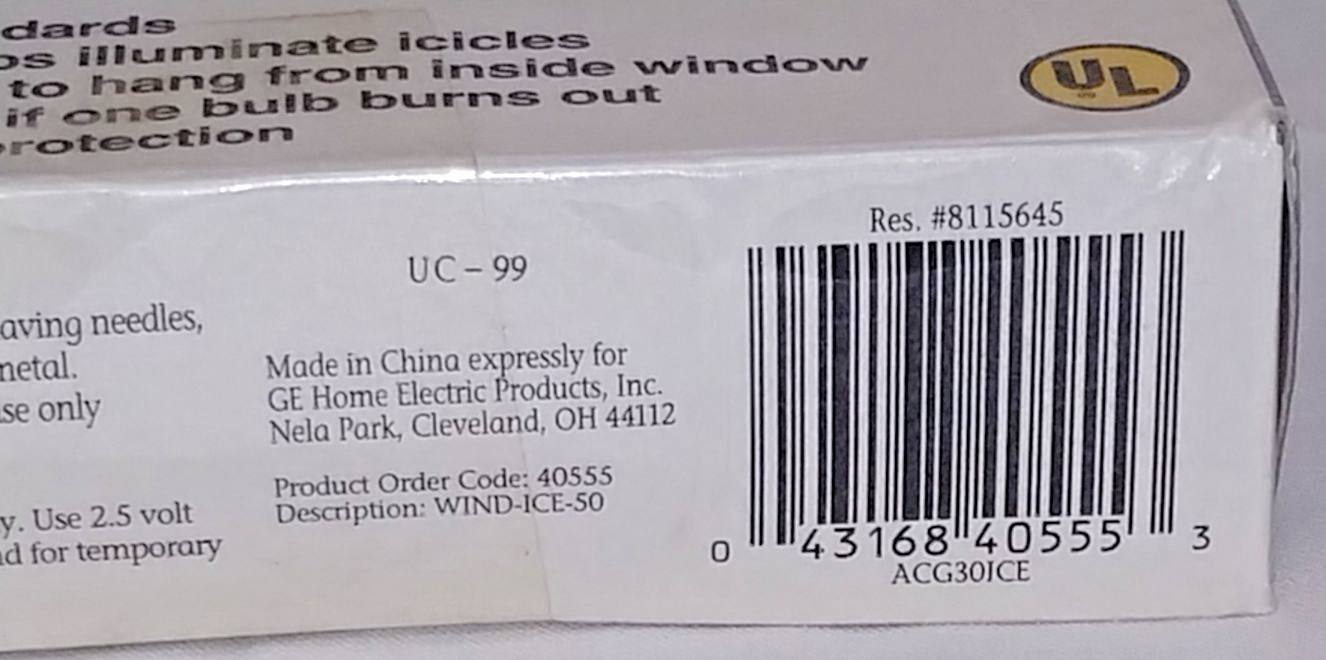 dards
os illuminate icicles
to hang from inside window
if one bulb burns out
rotection
UL
Res. #8115645
UC – 99
aving needles,
metal.
se only
Made in China expressly for
GE Home Electric Products, Inc.
Nela Park, Cleveland, OH 44112
Product Order Code: 40555
Description: WIND-ICE-50
y. Use 2.5 volt
d for temporary
0 43168 40555 3
ACG30ICE